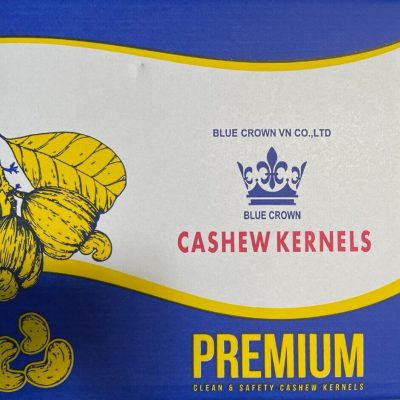 BLUE CROWN VN CO.,LTD
BLUE CROWN
CASHEW KERNELS
PREMIUM
CLEAN & SAFETY CASHEW KERNELS